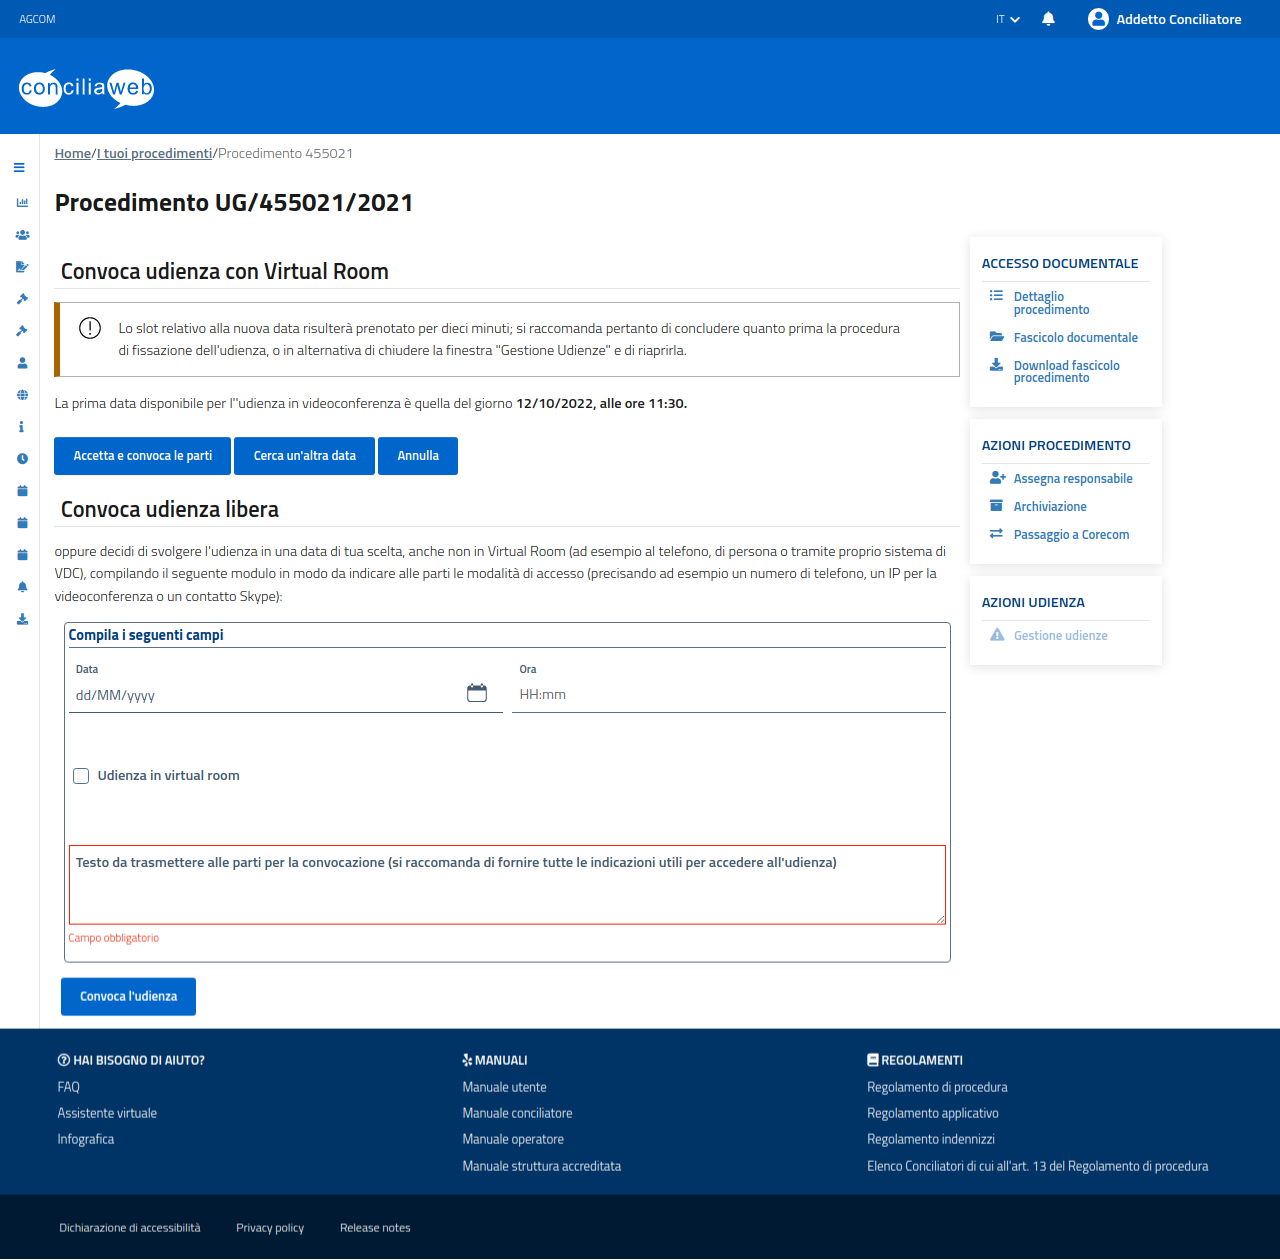 AGCOM
IT
Addetto Conciliatore
conciliaweb
Home/I tuoi procedimenti/Procedimento 455021
Procedimento UG/455021/2021
Convoca udienza con Virtual Room
Lo slot relativo alla nuova data risulterà prenotato per dieci minuti; si raccomanda pertanto di concludere quanto prima la procedura
di fissazione dell'udienza, o in alternativa di chiudere la finestra "Gestione Udienze" e di riaprirla.
La prima data disponibile per l''udienza in videoconferenza è quella del giorno 12/10/2022, alle ore 11:30.
Accetta e convoca le parti
Cerca un'altra data
Annulla
Convoca udienza libera
oppure decidi di svolgere l'udienza in una data di tua scelta, anche non in Virtual Room (ad esempio al telefono, di persona o tramite proprio sistema di
VDC), compilando il seguente modulo in modo da indicare alle parti le modalità di accesso (precisando ad esempio un numero di telefono, un IP per la
videoconferenza o un contatto Skype):
Compila i seguenti campi
Data
dd/MM/yyyy
Ora
HH:mm
Udienza in virtual room
Testo da trasmettere alle parti per la convocazione (si raccomanda di fornire tutte le indicazioni utili per accedere all'udienza)
Campo obbligatorio
Convoca l'udienza
ACCESSO DOCUMENTALE
Dettaglio
procedimento
Fascicolo documentale
Download fascicolo
procedimento
AZIONI PROCEDIMENTO
Assegna responsabile
Archiviazione
Passaggio a Corecom
AZIONI UDIENZA
Gestione udienze
HAI BISOGNO DI AIUTO?
FAQ
Assistente virtuale
Infografica
MANUALI
Manuale utente
Manuale conciliatore
Manuale operatore
Manuale struttura accreditata
REGOLAMENTI
Regolamento di procedura
Regolamento applicativo
Regolamento indennizzi
Elenco Conciliatori di cui all'art. 13 del Regolamento di procedura
Dichiarazione di accessibilità
Privacy policy
Release notes